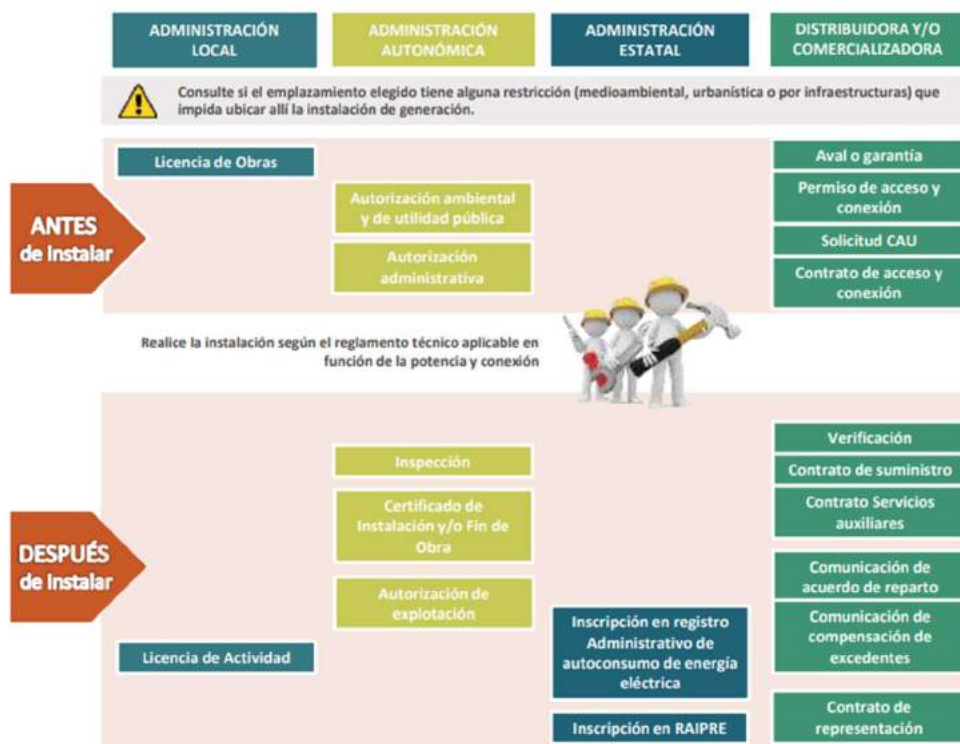 ADMINISTRACIÓN
LOCAL
ADMINISTRACIÓN
AUTONÓMICA
ADMINISTRACIÓN
ESTATAL
DISTRIBUIDORA Y/O
COMERCIALIZADORA
Consulte si el emplazamiento elegido tiene alguna restricción (medioambiental, urbanística o por infraestructuras) que
impida ubicar allí la instalación de generación.
ANTES
de instalar
Licencia de Obras
Autorización ambiental
y de utilidad pública
Autorización
administrativa
Aval o garantía
Permiso de acceso y
conexión
Solicitud CAU
Contrato de acceso y
conexión
Realice la instalación según el reglamento técnico aplicable en
función de la potencia y conexión
DESPUÉS
de instalar
Licencia de Actividad
Inspección
Certificado de
Instalación y/o Fin de
Obra
Autorización de
explotación
Inscripción en registro
Administrativo de
autoconsumo de energía
eléctrica
Inscripción en RAIPRE
Verificación
Contrato de suministro
Contrato Servicios
auxiliares
Comunicación de
acuerdo de reparto
Comunicación de
compensación de
excedentes
Contrato de
representación